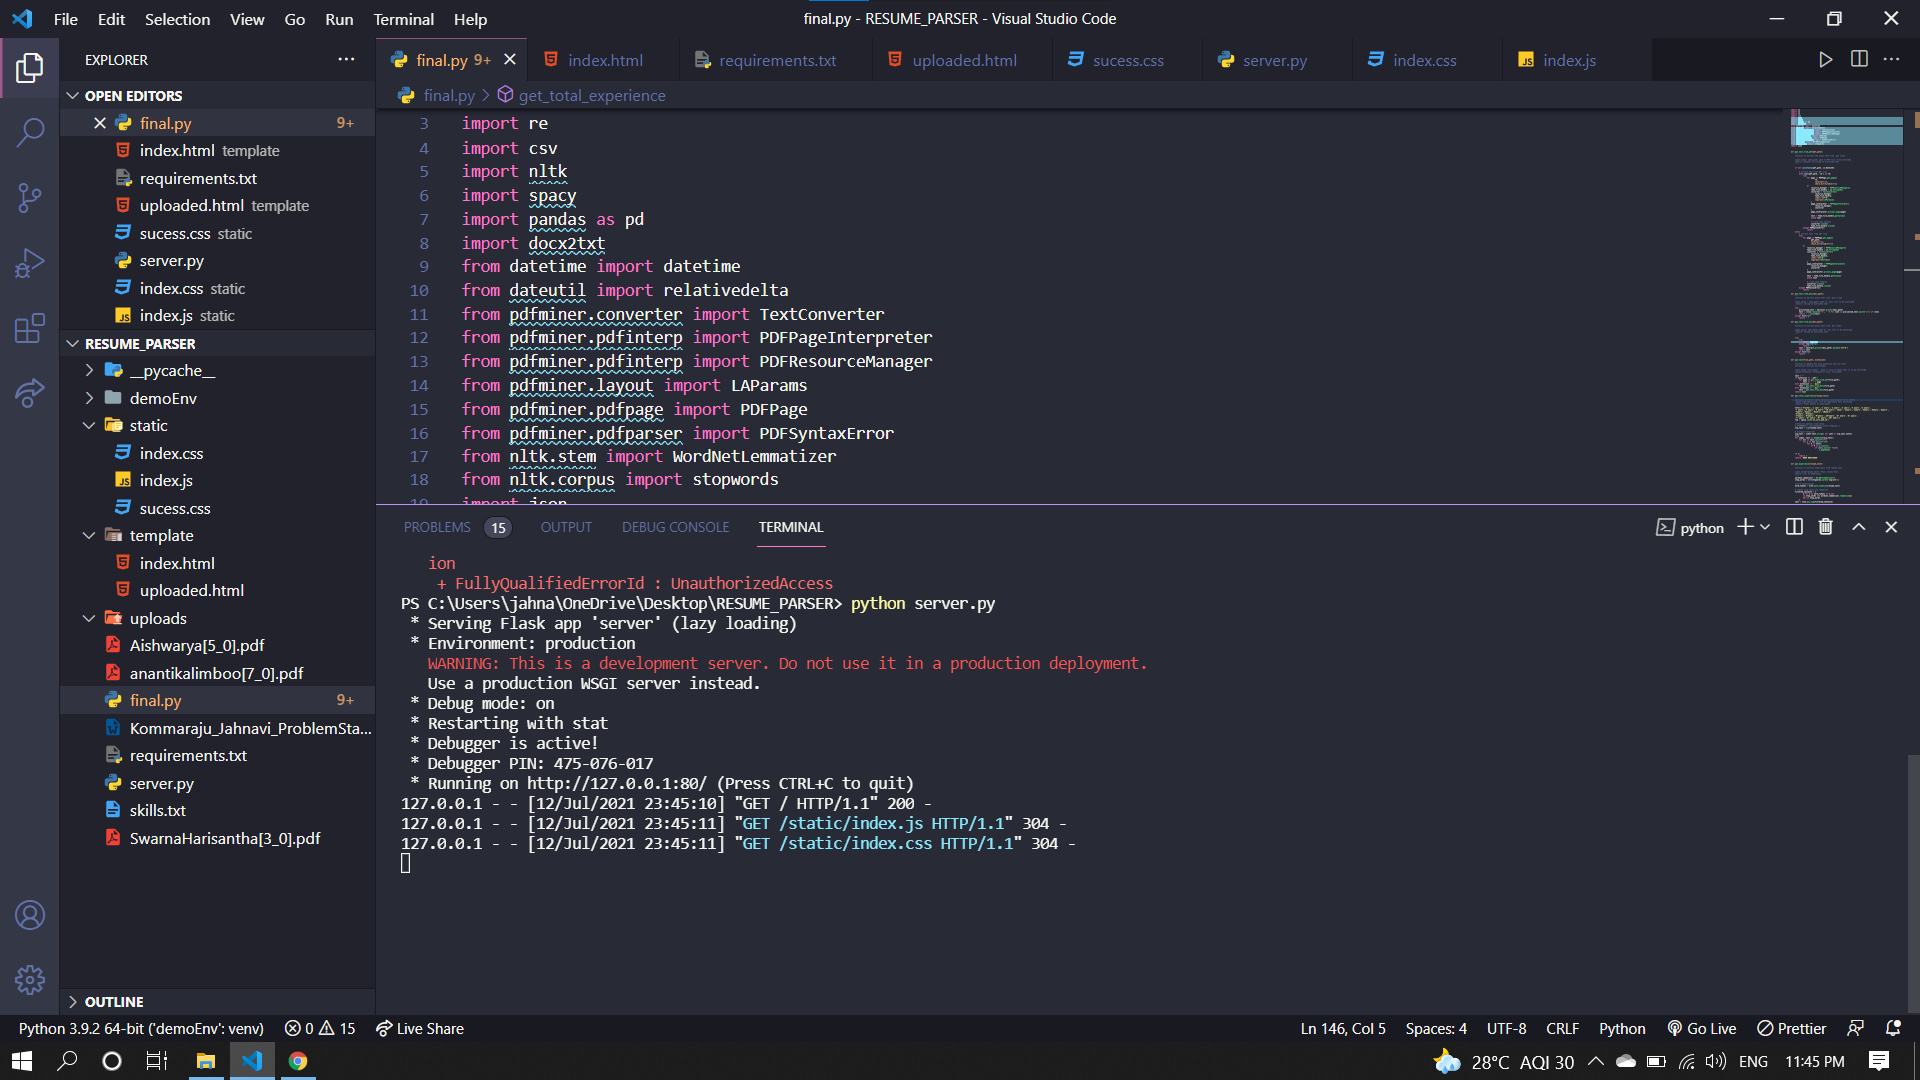 File Edit Selection View Go Run Terminal Help
final.py - RESUME_PARSER - Visual Studio Code
EXPLORER
OPEN EDITORS
final.py 9+
index.html template
requirements.txt
uploaded.html template
sucess.css static
server.py
index.css static
index.js static
RESUME_PARSER
__pycache__
demoEnv
static
index.css
index.js
sucess.css
template
index.html
uploaded.html
uploads
Aishwarya[5_0].pdf
anantikalimboo[7_0].pdf
final.py 9+
Kommaraju_Jahnavi_ProblemSta...
requirements.txt
server.py
skills.txt
SwarnaHarisantha[3_0].pdf
OUTLINE
final.py 9+ index.html requirements.txt uploaded.html sucess.css server.py index.css index.js
final.py > get_total_experience
3 import re
4 import csv
5 import nltk
6 import spacy
7 import pandas as pd
8 import docx2txt
9 from datetime import datetime
10 from dateutil import relativedelta
11 from pdfminer.converter import TextConverter
12 from pdfminer.pdfinterp import PDFPageInterpreter
13 from pdfminer.pdfinterp import PDFResourceManager
14 from pdfminer.layout import LAParams
15 from pdfminer.pdfpage import PDFPage
16 from pdfminer.pdfparser import PDFSyntaxError
17 from nltk.stem import WordNetLemmatizer
18 from nltk.corpus import stopwords
19 import json
PROBLEMS 15 OUTPUT DEBUG CONSOLE TERMINAL
python
ion
+ FullyQualifiedErrorId : UnauthorizedAccess
PS C:\Users\jahna\OneDrive\Desktop\RESUME_PARSER> python server.py
* Serving Flask app 'server' (lazy loading)
* Environment: production
WARNING: This is a development server. Do not use it in a production deployment.
Use a production WSGI server instead.
* Debug mode: on
* Restarting with stat
* Debugger is active!
* Debugger PIN: 475-076-017
* Running on http://127.0.0.1:80/ (Press CTRL+C to quit)
127.0.0.1 - - [12/Jul/2021 23:45:10] "GET / HTTP/1.1" 200 -
127.0.0.1 - - [12/Jul/2021 23:45:11] "GET /static/index.js HTTP/1.1" 304 -
127.0.0.1 - - [12/Jul/2021 23:45:11] "GET /static/index.css HTTP/1.1" 304 -
Python 3.9.2 64-bit ('demoEnv': venv) 0 15 Live Share
Ln 146, Col 5 Spaces: 4 UTF-8 CRLF Python Go Live Prettier
28°C AQI 30 ENG 11:45 PM